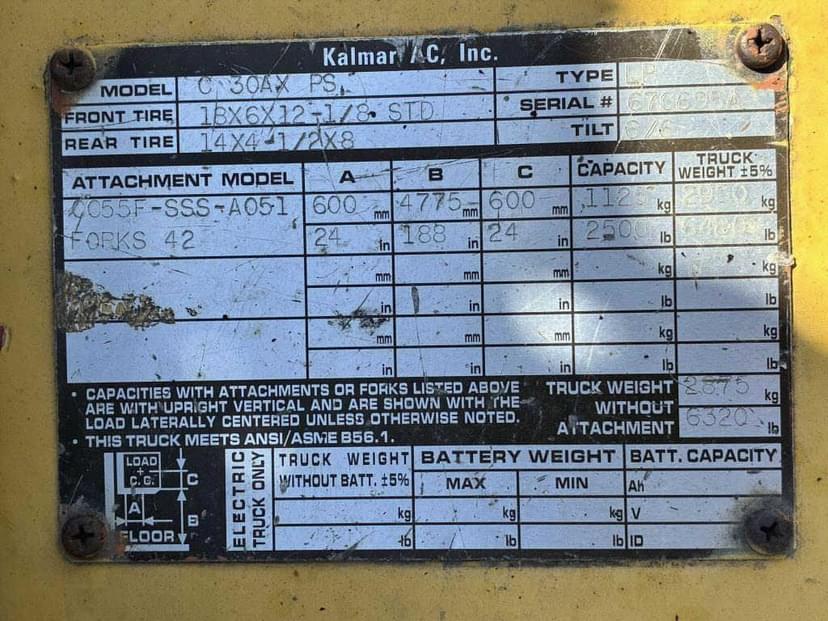 Kalmar AC, Inc.
MODEL C 30AX PS TYPE LP
FRONT TIRE 18X6X12-1/8 STD SERIAL #
REAR TIRE 14X4-1/2X8 TILT 6/6
ATTACHMENT MODEL A B C CAPACITY TRUCK WEIGHT ±5%
CC55F-SSS-A051 600 mm 4775 mm 600 mm 1125 kg kg
FORKS 42 24 in 188 in 24 in 2500 lb lb
mm mm mm kg kg
in in in lb lb
mm mm mm kg kg
in in in lb lb
• CAPACITIES WITH ATTACHMENTS OR FORKS LISTED ABOVE
ARE WITH UPRIGHT VERTICAL AND ARE SHOWN WITH THE
LOAD LATERALLY CENTERED UNLESS OTHERWISE NOTED.
• THIS TRUCK MEETS ANSI/ASME B56.1.
TRUCK WEIGHT 2875 kg
WITHOUT
ATTACHMENT 6320 lb
LOAD
C.G.
C
A
B
FLOOR
ELECTRIC
TRUCK ONLY
TRUCK WEIGHT BATTERY WEIGHT BATT. CAPACITY
WITHOUT BATT. ±5% MAX MIN Ah
kg kg kg V
lb lb lb ID